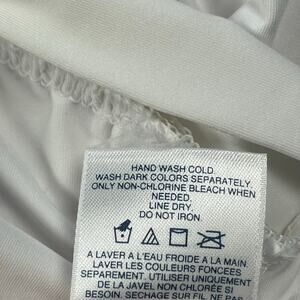 HAND WASH COLD
WASH DARK COLORS SEPARATELY
ONLY NON-CHLORINE BLEACH WHEN
NEEDED.
LINE DRY.
DO NOT IRON
A LAVER A L'EAU FROIDE A LA MAIN.
LAVER LES COULEURS FONCEES
SEPAREMENT. UTILISER UNIQUEMENT
DE LA JAVEL NON CHLORINE SI
BESOIN. SECHAGE SUR FIL. NE PAS